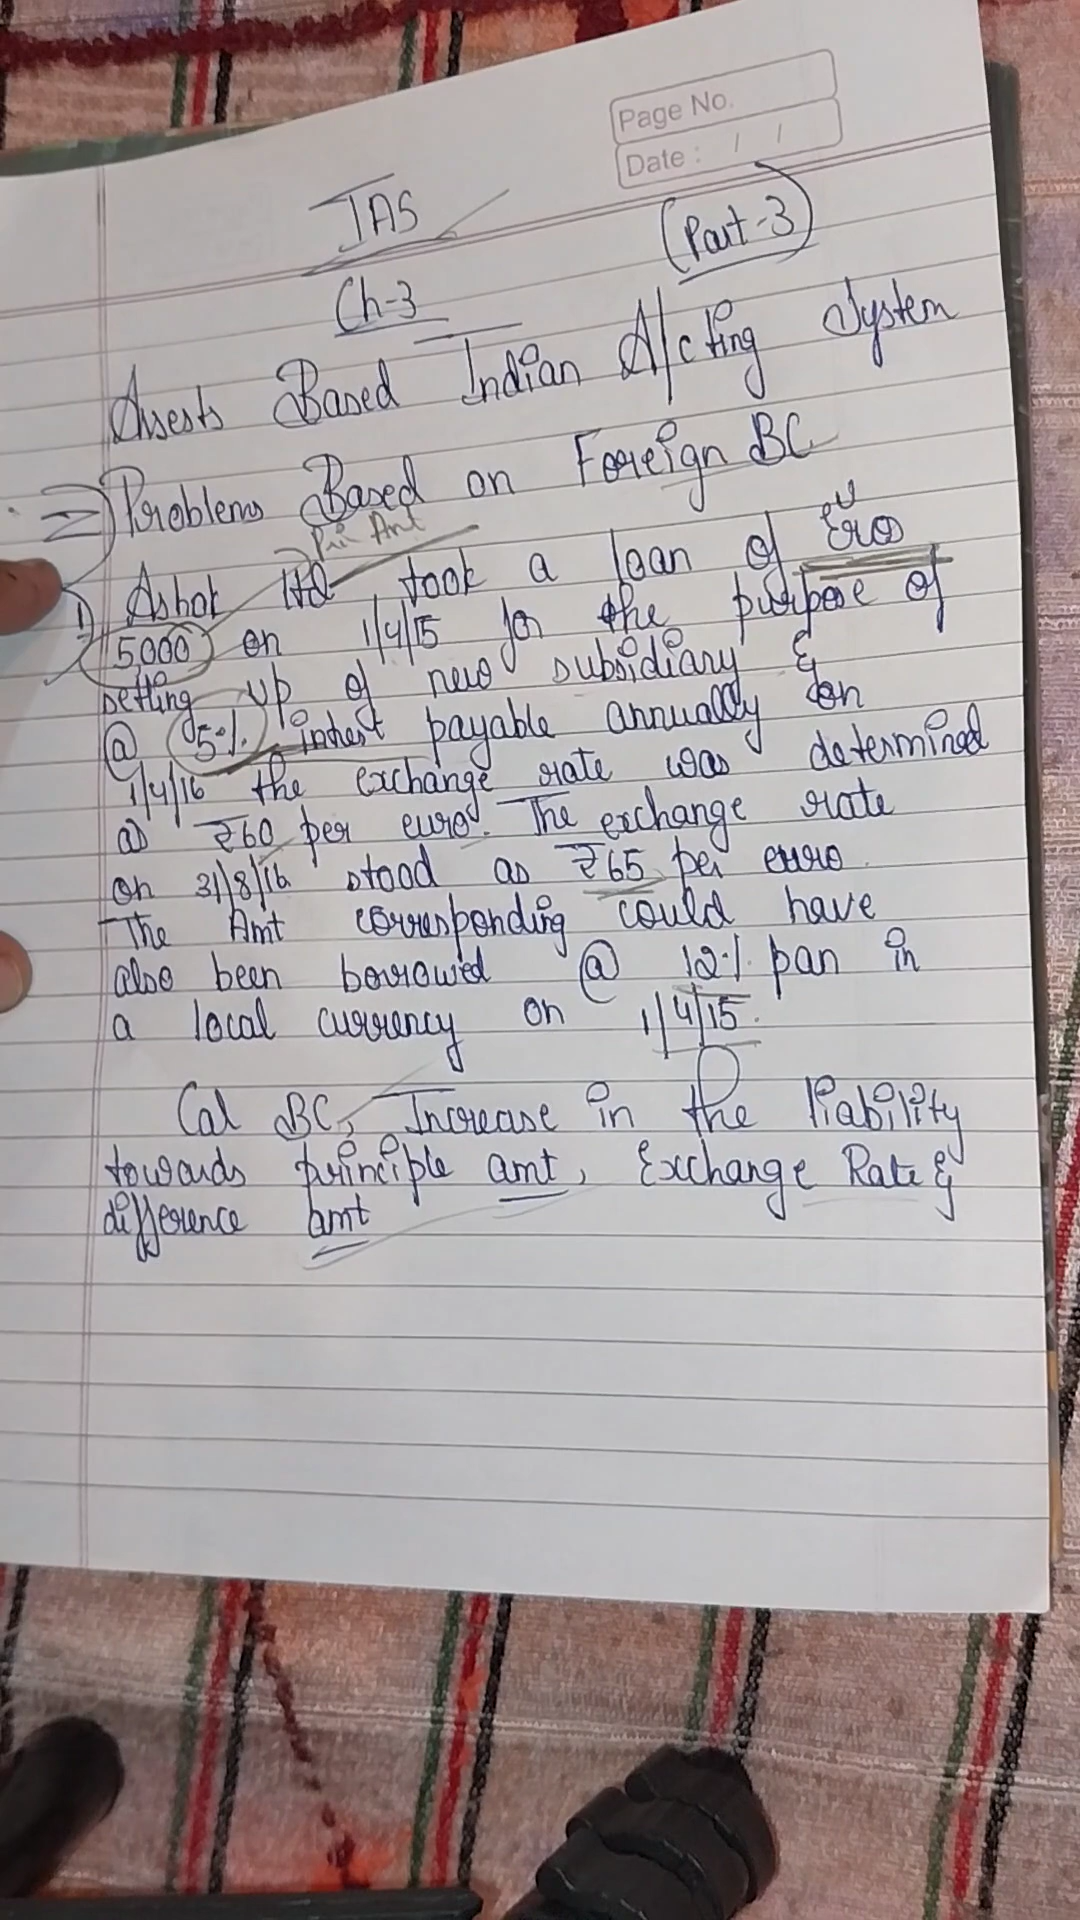 Page No.
Date : / /
IAS
(Part-3)
Ch-3
Assests Based Indian A/cting System
⇒ Problems Based on Foreign BC
Pri Amt
1) Ashok ltd took a loan of Euro
5,000 on 1/4/15 for the purpose of
setting up of new subsidiary &
@ 5%. intrest payable annually & on
1/4/16 the exchange rate was determined
as ₹60 per euro. The exchange rate
on 31/8/16 stood as ₹65 per euro.
The Amt corresponding could have
also been borrowed @ 12%. pan in
a local currency on 1/4/15.
Cal BC, Increase in the liability
towards principle amt, Exchange Rate &
difference amt